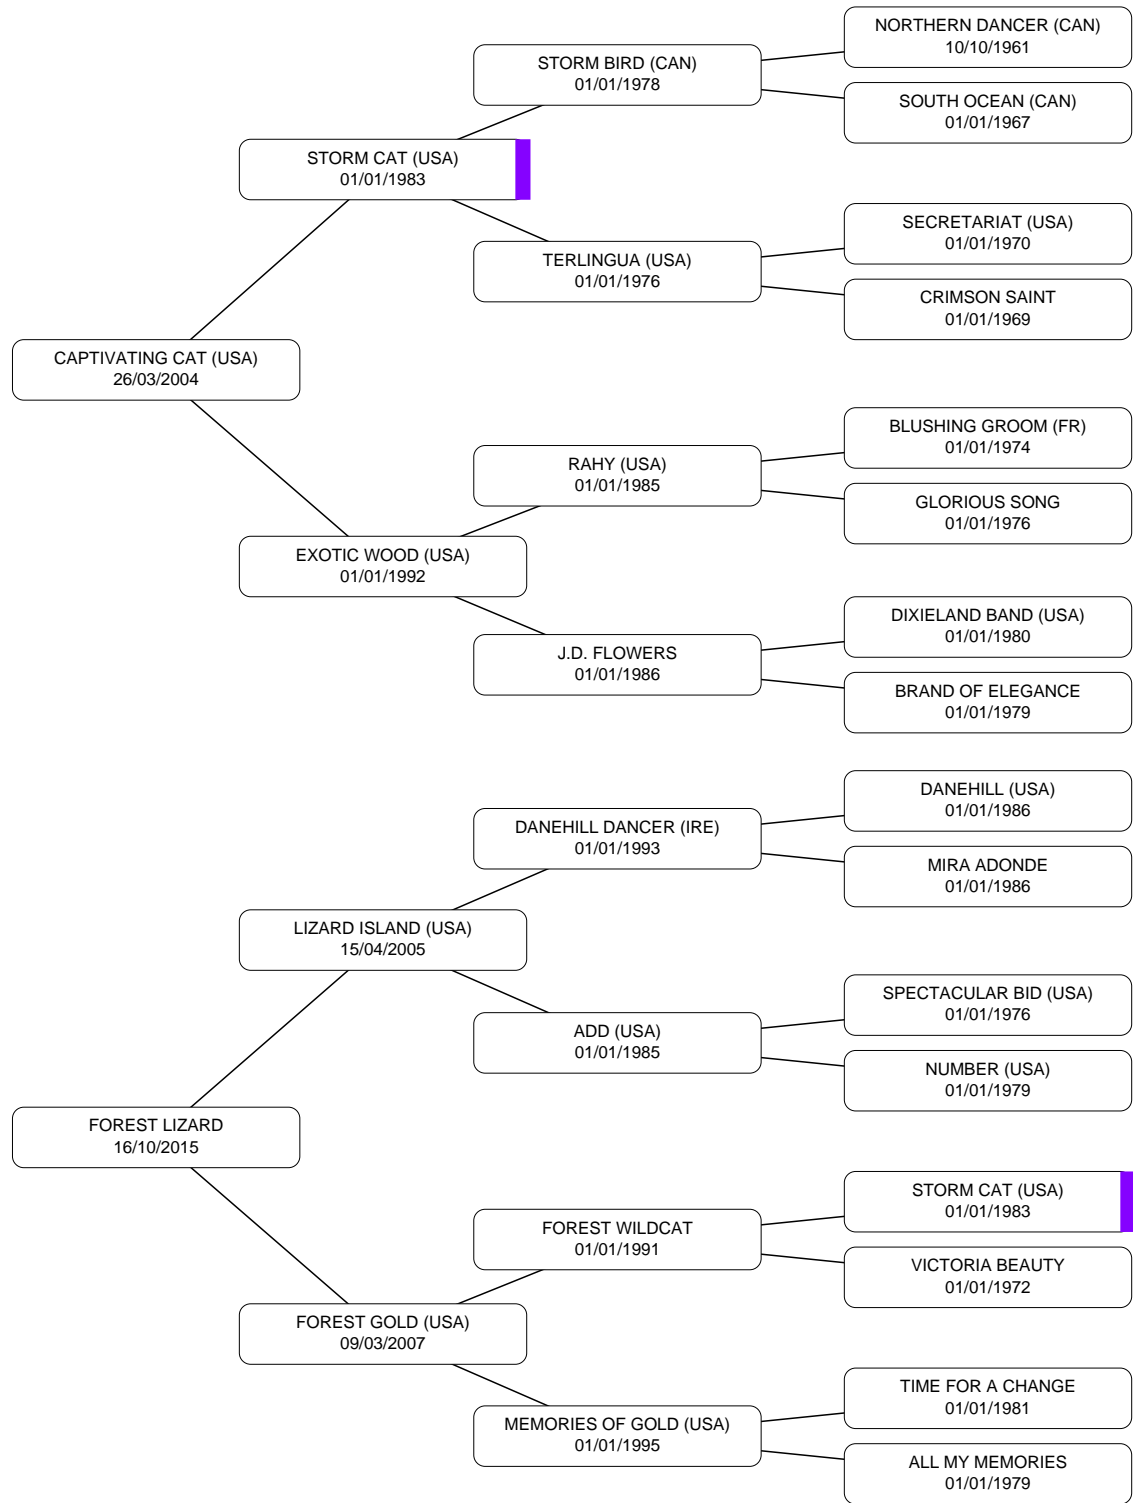 NORTHERN DANCER (CAN)
10/10/1961
STORM BIRD (CAN)
01/01/1978
SOUTH OCEAN (CAN)
01/01/1967
STORM CAT (USA)
01/01/1983
SECRETARIAT (USA)
01/01/1970
TERLINGUA (USA)
01/01/1976
CRIMSON SAINT
01/01/1969
CAPTIVATING CAT (USA)
26/03/2004
BLUSHING GROOM (FR)
01/01/1974
RAHY (USA)
01/01/1985
GLORIOUS SONG
01/01/1976
EXOTIC WOOD (USA)
01/01/1992
DIXIELAND BAND (USA)
01/01/1980
J.D. FLOWERS
01/01/1986
BRAND OF ELEGANCE
01/01/1979
DANEHILL (USA)
01/01/1986
DANEHILL DANCER (IRE)
01/01/1993
MIRA ADONDE
01/01/1986
LIZARD ISLAND (USA)
15/04/2005
SPECTACULAR BID (USA)
01/01/1976
ADD (USA)
01/01/1985
NUMBER (USA)
01/01/1979
FOREST LIZARD
16/10/2015
STORM CAT (USA)
01/01/1983
FOREST WILDCAT
01/01/1991
VICTORIA BEAUTY
01/01/1972
FOREST GOLD (USA)
09/03/2007
TIME FOR A CHANGE
01/01/1981
MEMORIES OF GOLD (USA)
01/01/1995
ALL MY MEMORIES
01/01/1979